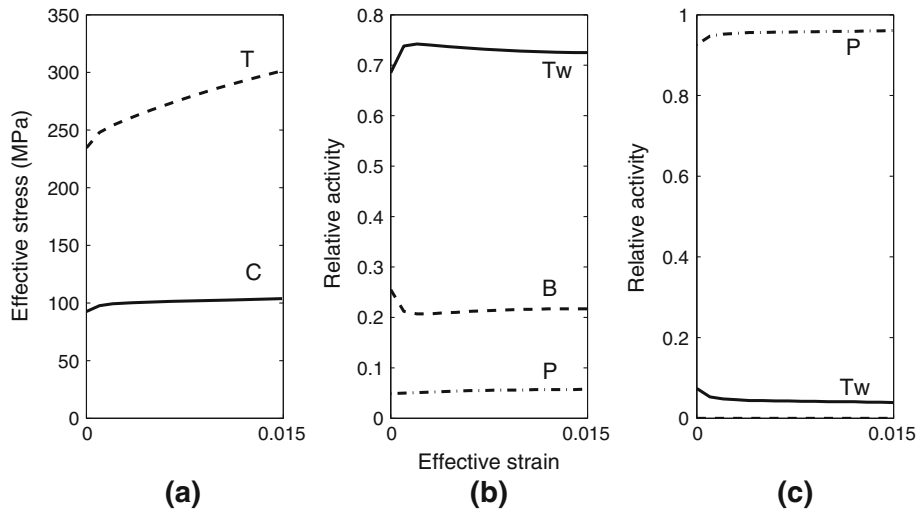 350
300
250
200
150
100
50
0
Effective stress (MPa)
T
C
0
0.015
(a)
0.8
0.7
0.6
0.5
0.4
0.3
0.2
0.1
0
Relative activity
Tw
B
P
0
0.015
Effective strain
(b)
1
0.8
0.6
0.4
0.2
0
Relative activity
P
Tw
0
0.015
(c)